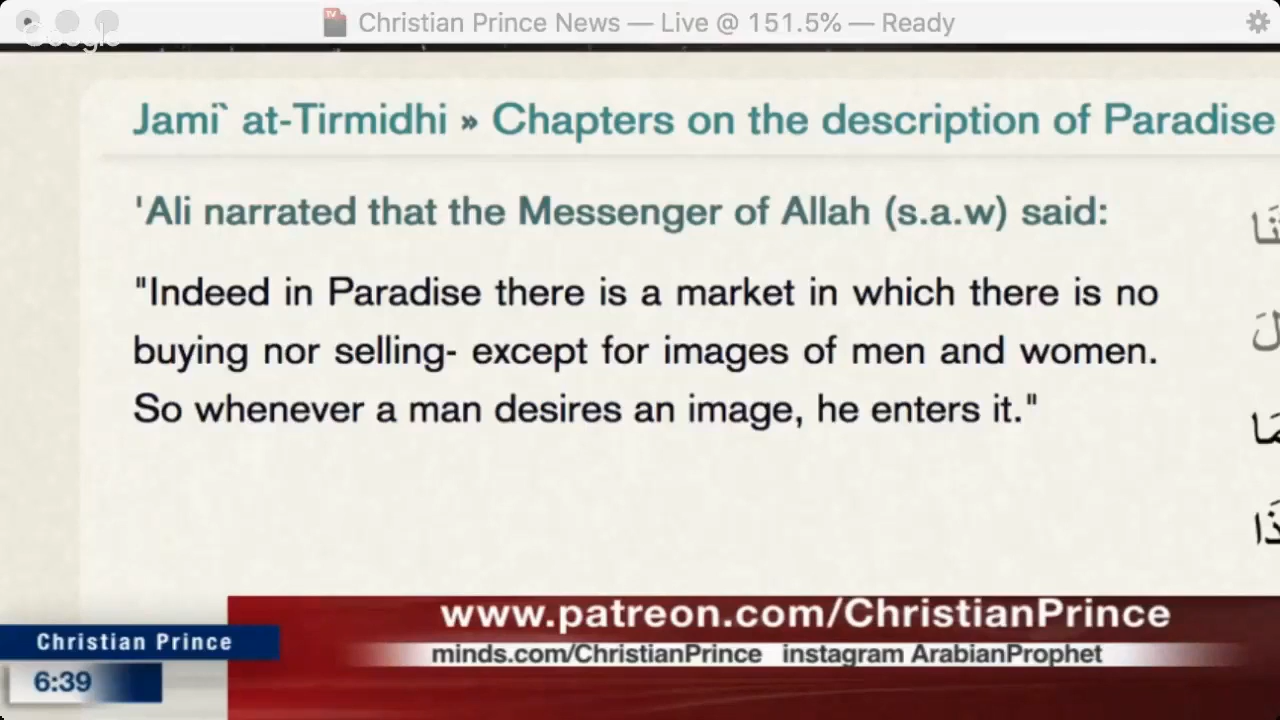 Christian Prince News — Live @ 151.5% — Ready
Google
Jami` at-Tirmidhi » Chapters on the description of Paradise
'Ali narrated that the Messenger of Allah (s.a.w) said:
"Indeed in Paradise there is a market in which there is no
buying nor selling- except for images of men and women.
So whenever a man desires an image, he enters it."
www.patreon.com/ChristianPrince
Christian Prince
minds.com/ChristianPrince instagram ArabianProphet
6:39